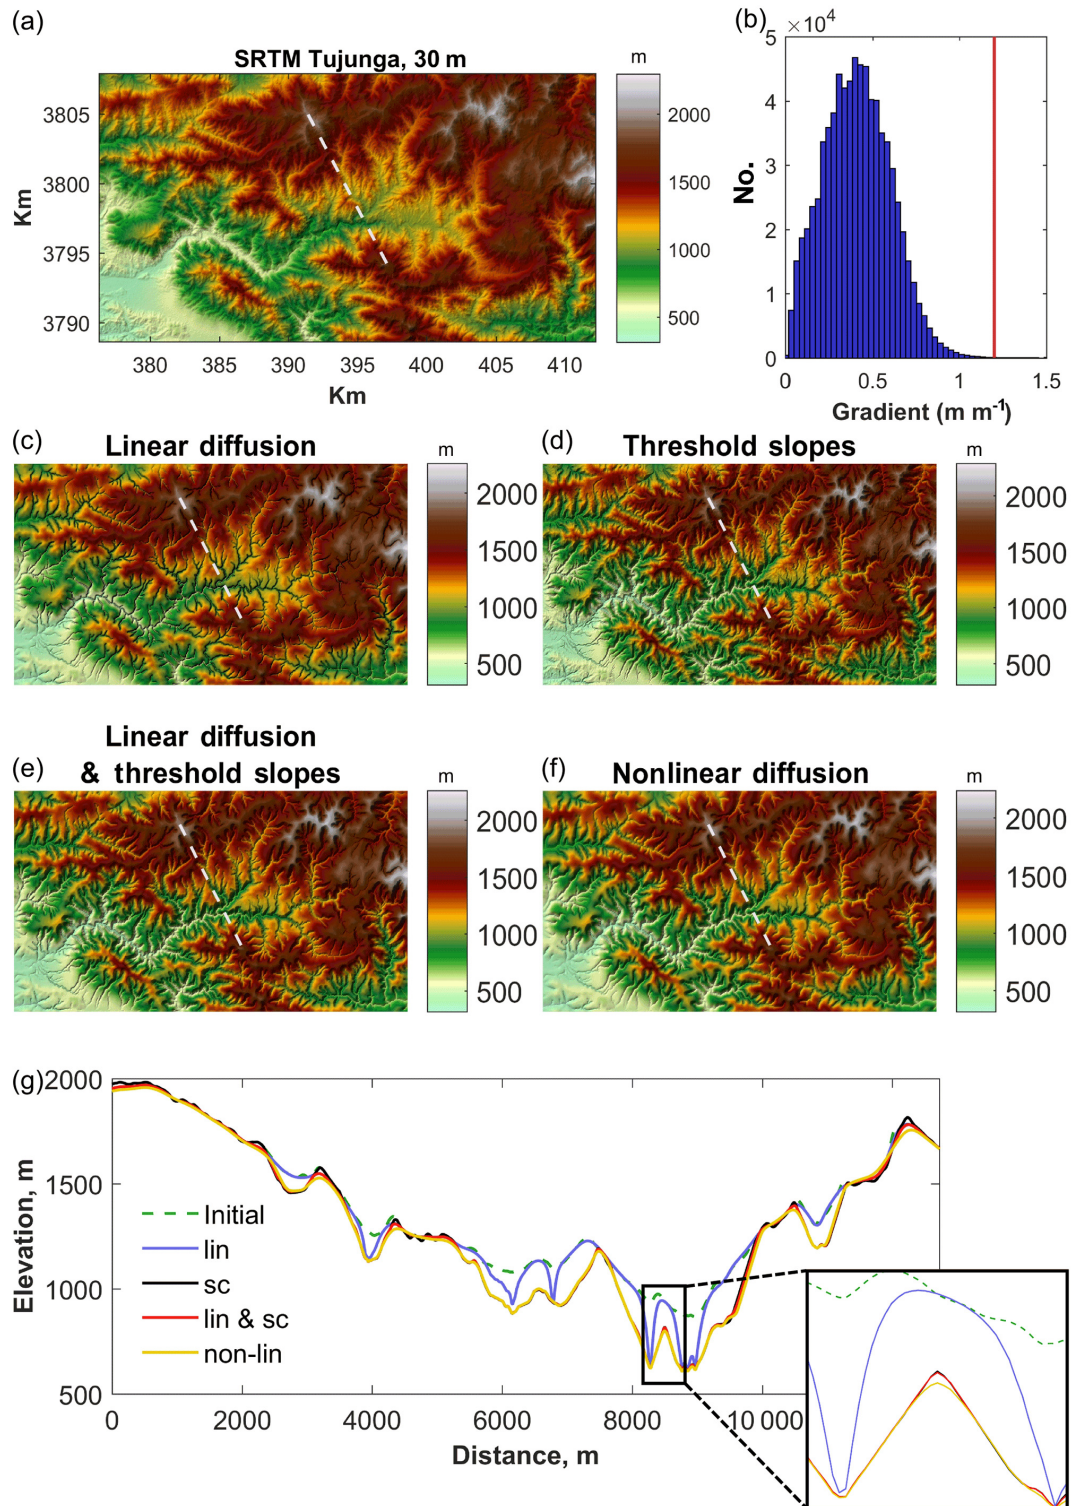 (a)
SRTM Tujunga, 30 m
m
3805
3800
3795
3790
Km
380
385
390
395
400
405
410
Km
2000
1500
1000
500
(b)
×10⁴
5
4
3
2
1
0
No.
0
0.5
1
1.5
Gradient (m m⁻¹)
(c)
Linear diffusion
m
2000
1500
1000
500
(d)
Threshold slopes
m
2000
1500
1000
500
(e)
Linear diffusion
& threshold slopes
m
2000
1500
1000
500
(f)
Nonlinear diffusion
m
2000
1500
1000
500
(g)
2000
1500
1000
500
Elevation, m
Initial
lin
sc
lin & sc
non-lin
0
2000
4000
6000
8000
10 000
Distance, m